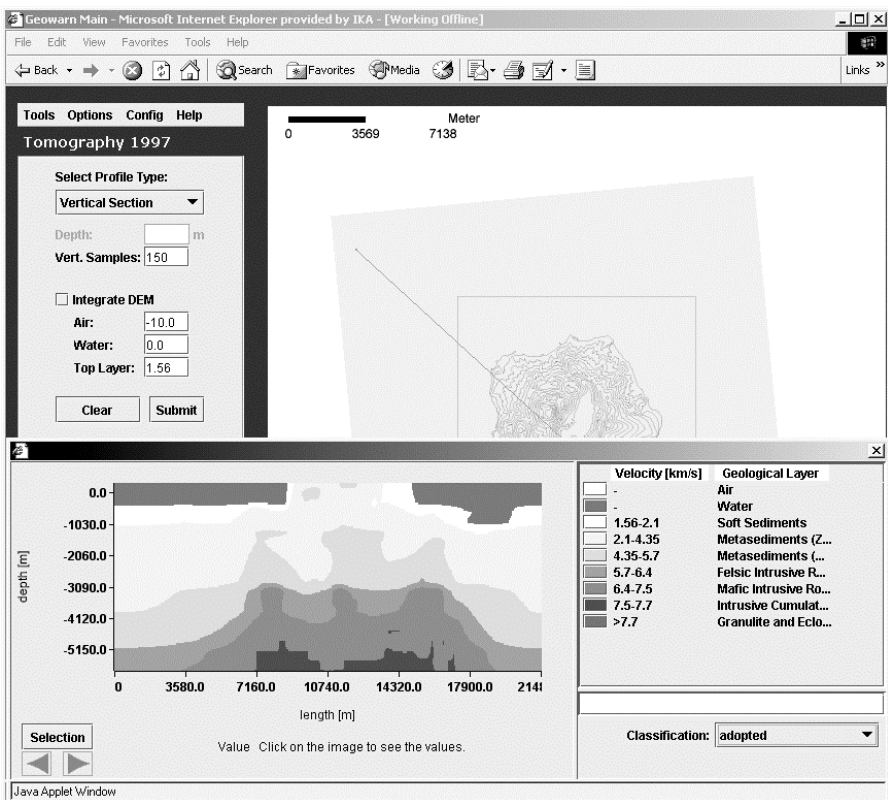 Geowarn Main - Microsoft Internet Explorer provided by IKA - [Working Offline]
File Edit View Favorites Tools Help
Back Search Favorites Media Links »
Tools Options Config Help
Tomography 1997
Select Profile Type:
Vertical Section
Depth: m
Vert. Samples: 150
Integrate DEM
Air: -10.0
Water: 0.0
Top Layer: 1.56
Clear Submit
Meter
0 3569 7138
depth [m]
0.0
-1030.0
-2060.0
-3090.0
-4120.0
-5150.0
0 3580.0 7160.0 10740.0 14320.0 17900.0 2148
length [m]
Selection
Value Click on the image to see the values.
Velocity [km/s] Geological Layer
- Air
- Water
1.56-2.1 Soft Sediments
2.1-4.35 Metasediments (Z...
4.35-5.7 Metasediments (...
5.7-6.4 Felsic Intrusive R...
6.4-7.5 Mafic Intrusive Ro...
7.5-7.7 Intrusive Cumulat...
>7.7 Granulite and Eclo...
Classification: adopted
Java Applet Window